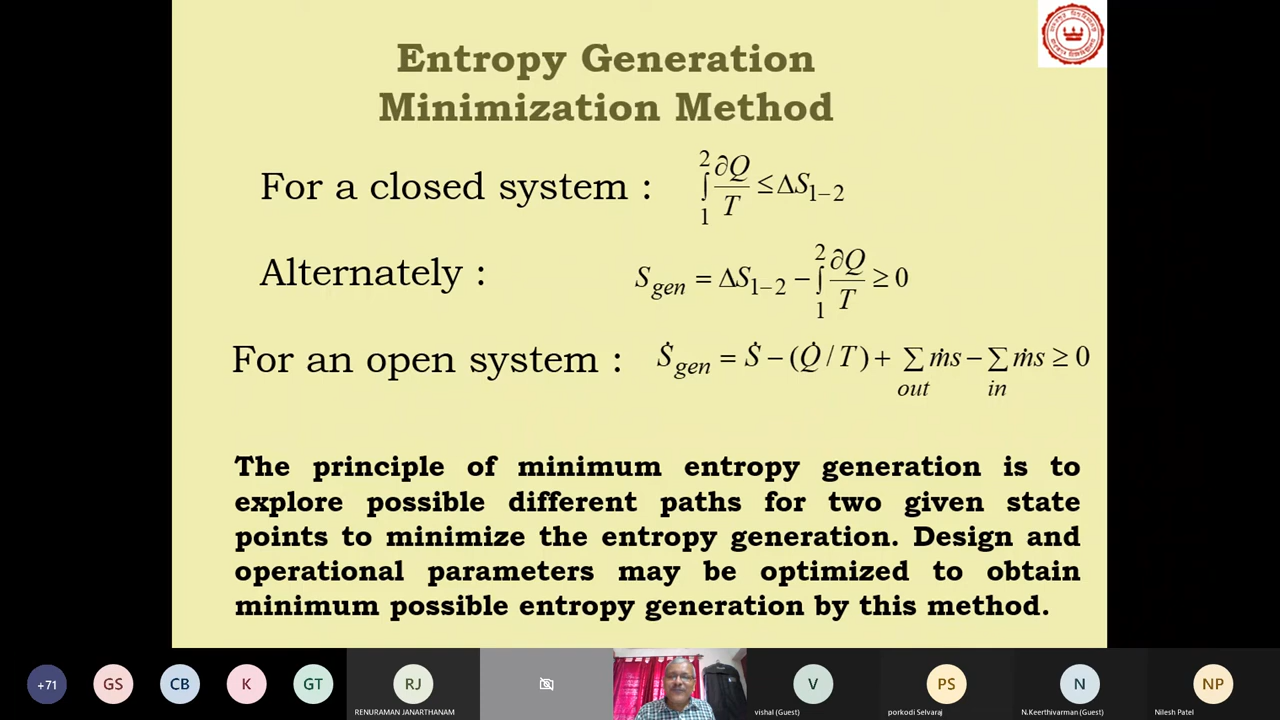 Entropy Generation
Minimization Method
For a closed system : ∫₁² ∂Q/T ≤ ΔS₁₋₂
Alternately : S_gen = ΔS₁₋₂ − ∫₁² ∂Q/T ≥ 0
For an open system : Ṡ_gen = Ṡ − (Q̇ / T) + ∑_out ṁs − ∑_in ṁs ≥ 0
The principle of minimum entropy generation is to
explore possible different paths for two given state
points to minimize the entropy generation. Design and
operational parameters may be optimized to obtain
minimum possible entropy generation by this method.
+71
GS
CB
K
GT
RJ
RENURAMAN JANARTHANAM
V
vishal (Guest)
PS
porkodi Selvaraj
N
N.Keerthivarman (Guest)
NP
Nilesh Patel